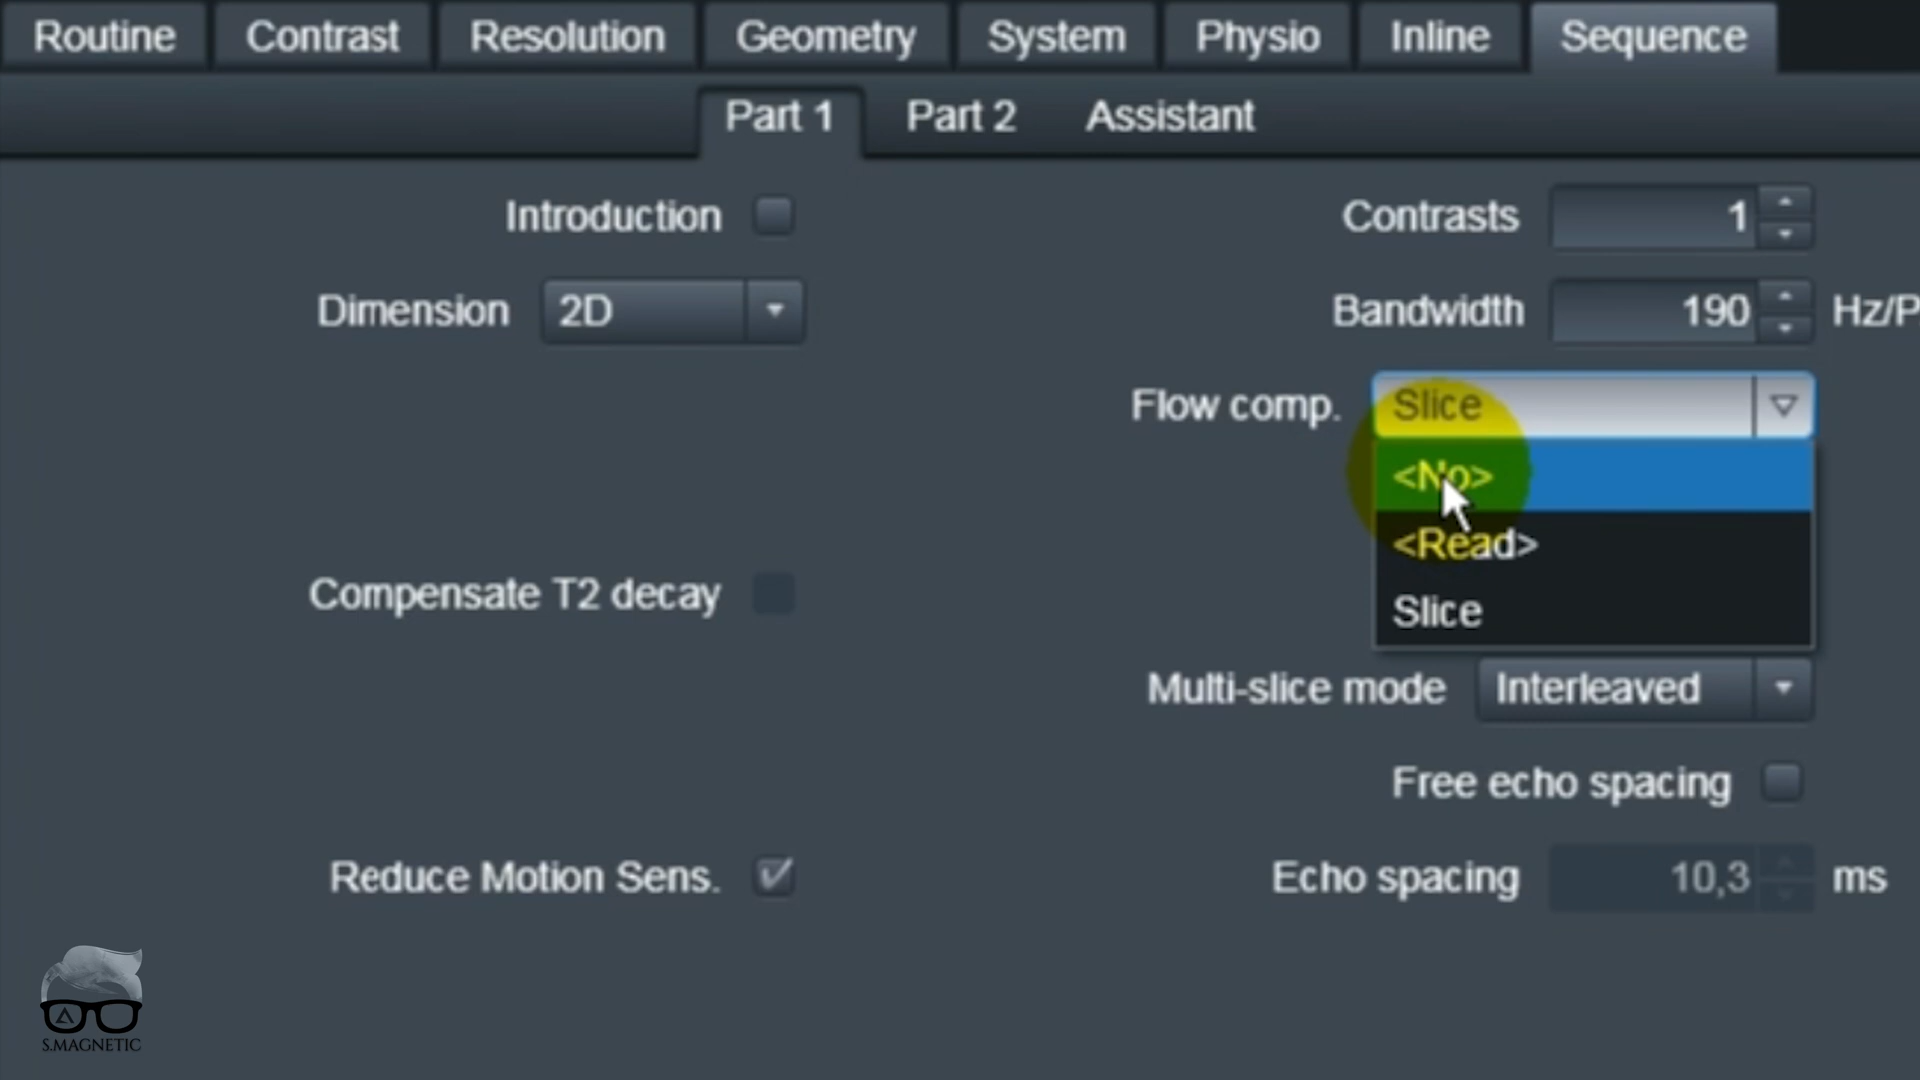 Routine Contrast Resolution Geometry System Physio Inline Sequence
Part 1 Part 2 Assistant
Introduction Contrasts 1
Dimension 2D Bandwidth 190 Hz/P
Flow comp. Slice
<No>
<Read>
Compensate T2 decay Slice
Multi-slice mode Interleaved
Free echo spacing
Reduce Motion Sens. Echo spacing 10,3 ms
S.MAGNETIC